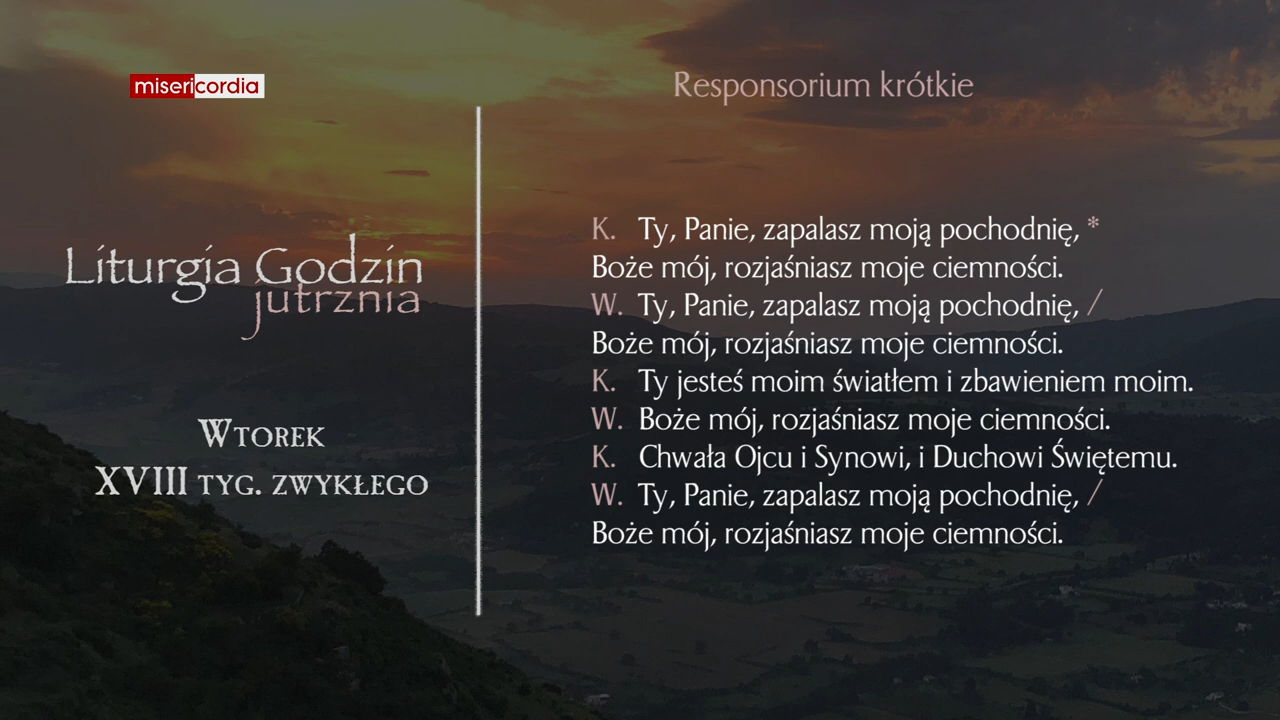 misericordia
Liturgia Godzin
jutrznia
Wtorek
XVIII tyg. zwykłego
Responsorium krótkie
K. Ty, Panie, zapalasz moją pochodnię, *
Boże mój, rozjaśniasz moje ciemności.
W. Ty, Panie, zapalasz moją pochodnię, /
Boże mój, rozjaśniasz moje ciemności.
K. Ty jesteś moim światłem i zbawieniem moim.
W. Boże mój, rozjaśniasz moje ciemności.
K. Chwała Ojcu i Synowi, i Duchowi Świętemu.
W. Ty, Panie, zapalasz moją pochodnię, /
Boże mój, rozjaśniasz moje ciemności.